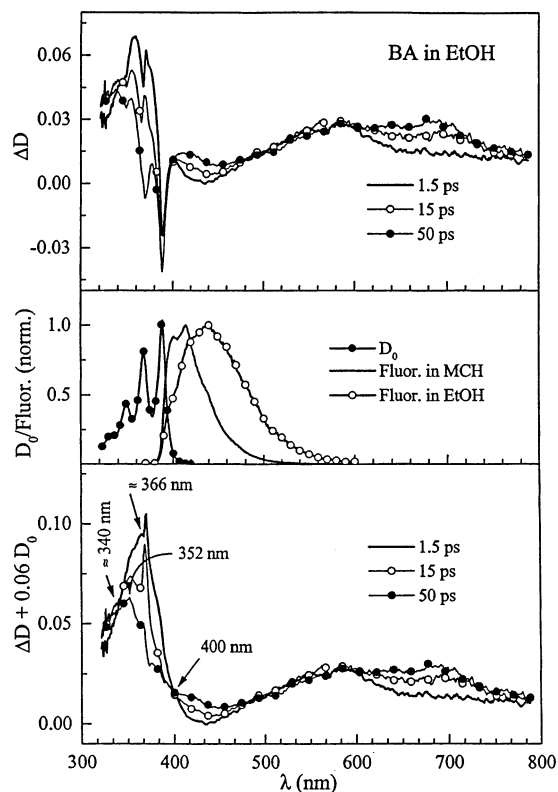 BA in EtOH
0.06
0.03
0.00
-0.03
ΔD
1.5 ps
15 ps
50 ps
1.0
0.5
D₀/Fluor. (norm.)
D₀
Fluor. in MCH
Fluor. in EtOH
≈ 366 nm
≈ 340 nm
352 nm
400 nm
0.10
0.05
0.00
ΔD + 0.06 D₀
1.5 ps
15 ps
50 ps
300 400 500 600 700 800
λ (nm)